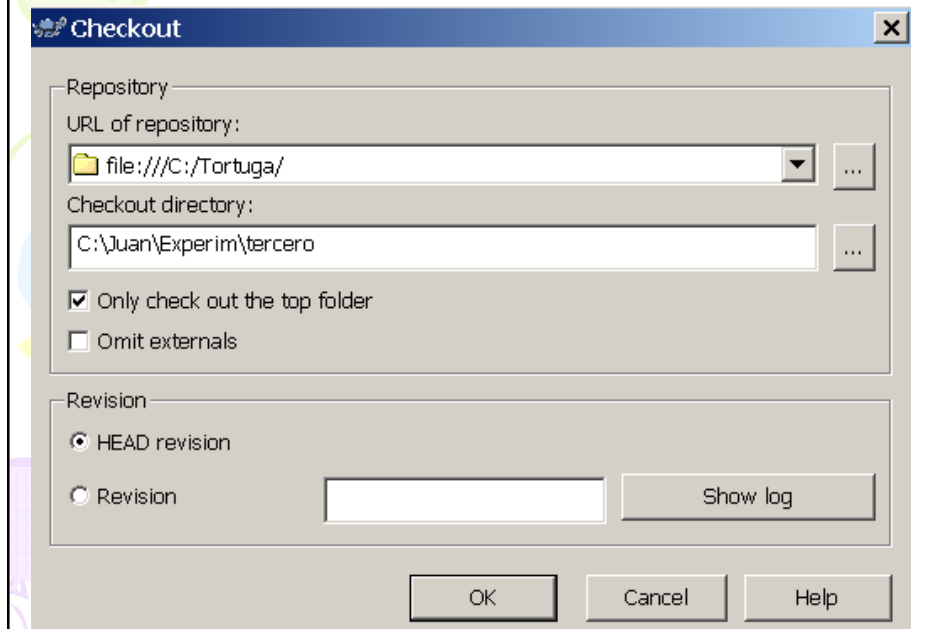 Checkout
Repository
URL of repository:
file:///C:/Tortuga/
...
Checkout directory:
C:\Juan\Experim\tercero
...
Only check out the top folder
Omit externals
Revision
HEAD revision
Revision
Show log
OK Cancel Help